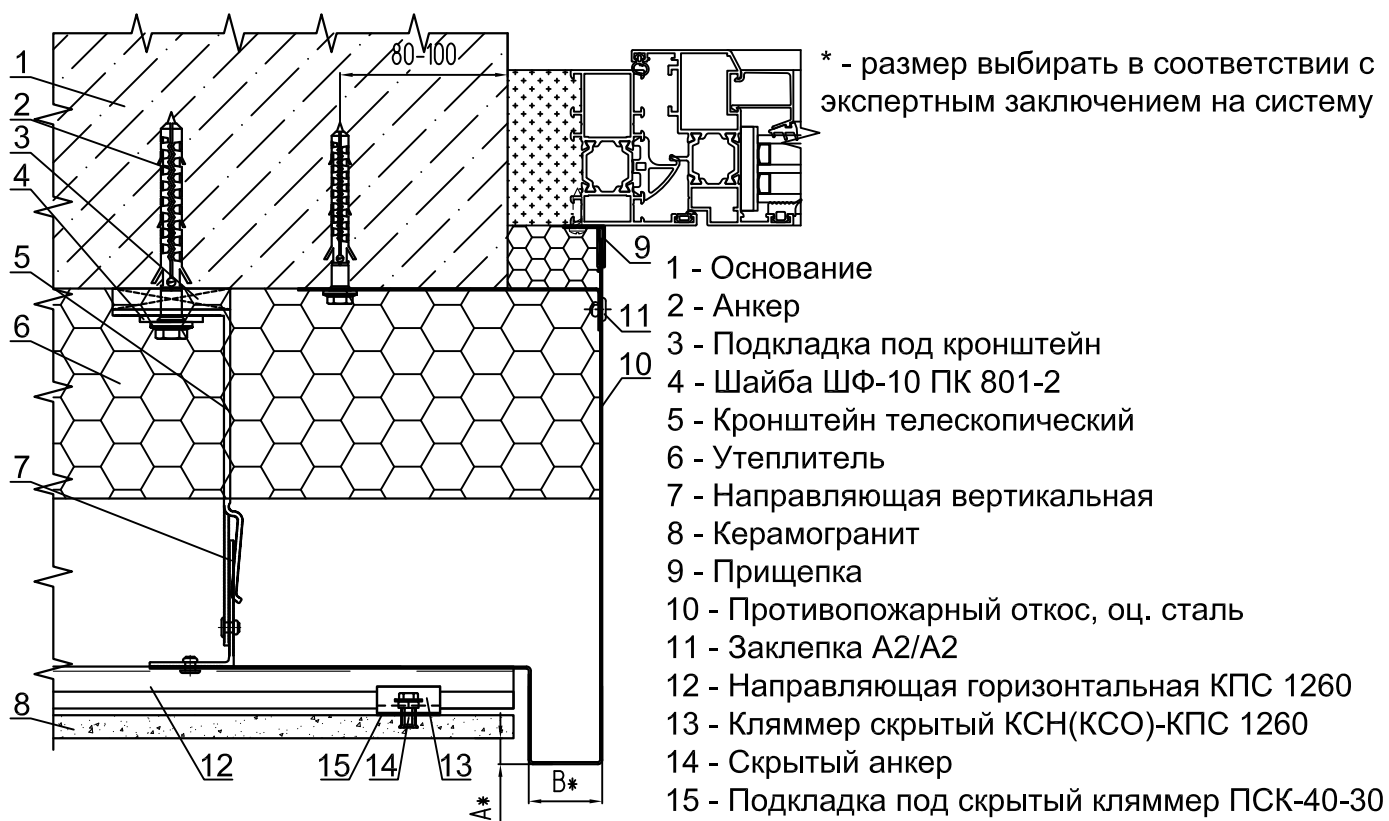 80-100
* - размер выбирать в соответствии с
экспертным заключением на систему
1
2
3
4
5
6
7
8
9
11
10
12
15
14
13
A*
B*
1 - Основание
2 - Анкер
3 - Подкладка под кронштейн
4 - Шайба ШФ-10 ПК 801-2
5 - Кронштейн телескопический
6 - Утеплитель
7 - Направляющая вертикальная
8 - Керамогранит
9 - Прищепка
10 - Противопожарный откос, оц. сталь
11 - Заклепка А2/А2
12 - Направляющая горизонтальная КПС 1260
13 - Кляммер скрытый КСН(КСО)-КПС 1260
14 - Скрытый анкер
15 - Подкладка под скрытый кляммер ПСК-40-30